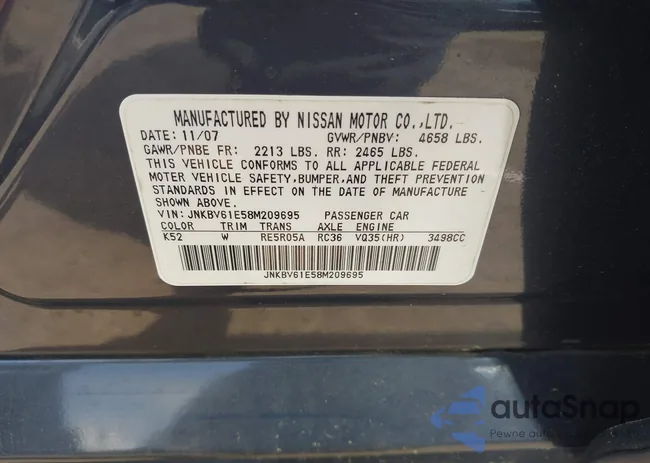 MANUFACTURED BY NISSAN MOTOR CO.,LTD.
DATE: 11/07 GVWR/PNBV: 4658 LBS.
GAWR/PNBE FR: 2213 LBS. RR: 2465 LBS.
THIS VEHICLE CONFORMS TO ALL APPLICABLE FEDERAL
MOTOR VEHICLE SAFETY,BUMPER,AND THEFT PREVENTION
STANDARDS IN EFFECT ON THE DATE OF MANUFACTURE
SHOWN ABOVE.
VIN: JNKBV61E58M209695 PASSENGER CAR
COLOR TRIM TRANS AXLE ENGINE
K52 W RE5R05A RC36 VQ35(HR) 3498CC
JNKBV61E58M209695
autoSnap
Pewne auto